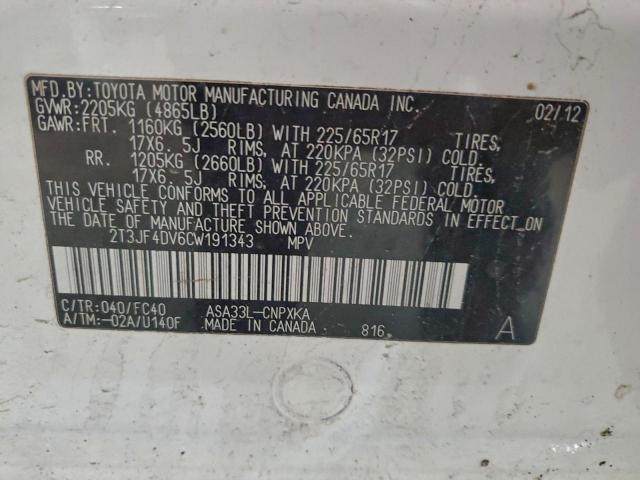 MFD.BY:TOYOTA MOTOR MANUFACTURING CANADA INC. 02/12
GVWR:2205KG (4865LB)
GAWR:FRT. 1160KG (2560LB) WITH 225/65R17 TIRES,
17X6.5J RIMS, AT 220KPA (32PSI) COLD.
RR. 1205KG (2660LB) WITH 225/65R17 TIRES,
17X6.5J RIMS, AT 220KPA (32PSI) COLD.
THIS VEHICLE CONFORMS TO ALL APPLICABLE FEDERAL MOTOR
VEHICLE SAFETY AND THEFT PREVENTION STANDARDS IN EFFECT ON
THE DATE OF MANUFACTURE SHOWN ABOVE.
2T3JF4DV6CW191343 MPV
C/TR:040/FC40 ASA33L-CNPXKA
A/TM:-02A/U140F MADE IN CANADA 816 A